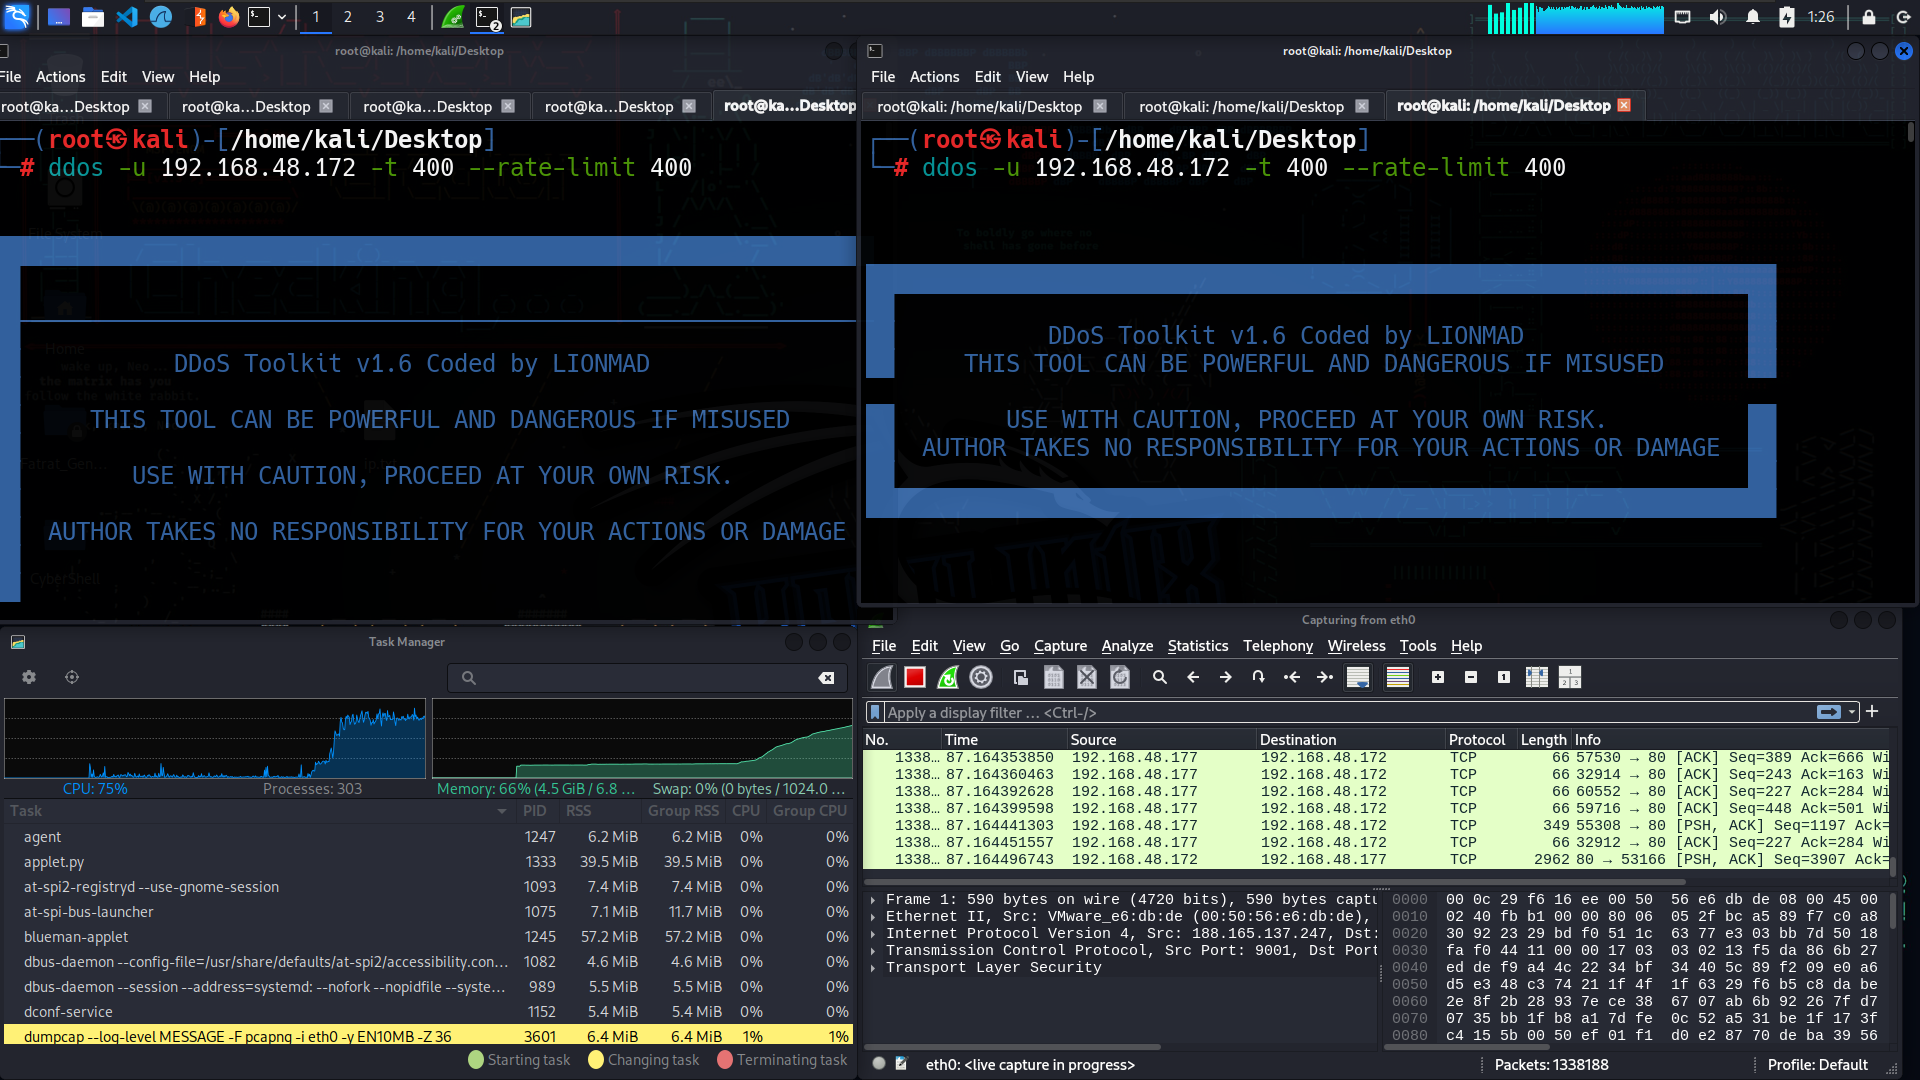 1 2 3 4
2
1:26
root@kali: /home/kali/Desktop
File Actions Edit View Help
root@ka...Desktop
root@ka...Desktop
root@ka...Desktop
root@ka...Desktop
root@ka...Desktop
(root㉿kali)-[/home/kali/Desktop]
# ddos -u 192.168.48.172 -t 400 --rate-limit 400
DDoS Toolkit v1.6 Coded by LIONMAD
THIS TOOL CAN BE POWERFUL AND DANGEROUS IF MISUSED
USE WITH CAUTION, PROCEED AT YOUR OWN RISK.
AUTHOR TAKES NO RESPONSIBILITY FOR YOUR ACTIONS OR DAMAGE
File System
Home
wake up, Neo...
the matrix has you
follow the white rabbit.
Fatrat_Gen...
ip.txt
CyberShell
root@kali: /home/kali/Desktop
File Actions Edit View Help
root@kali: /home/kali/Desktop
root@kali: /home/kali/Desktop
root@kali: /home/kali/Desktop
(root㉿kali)-[/home/kali/Desktop]
# ddos -u 192.168.48.172 -t 400 --rate-limit 400
To boldly go where no
shell has gone before
DDoS Toolkit v1.6 Coded by LIONMAD
THIS TOOL CAN BE POWERFUL AND DANGEROUS IF MISUSED
USE WITH CAUTION, PROCEED AT YOUR OWN RISK.
AUTHOR TAKES NO RESPONSIBILITY FOR YOUR ACTIONS OR DAMAGE
Task Manager
CPU: 75% Processes: 303 Memory: 66% (4.5 GiB / 6.8 ... Swap: 0% (0 bytes / 1024.0 ...
Task PID RSS Group RSS CPU Group CPU
agent 1247 6.2 MiB 6.2 MiB 0% 0%
applet.py 1333 39.5 MiB 39.5 MiB 0% 0%
at-spi2-registryd --use-gnome-session 1093 7.4 MiB 7.4 MiB 0% 0%
at-spi-bus-launcher 1075 7.1 MiB 11.7 MiB 0% 0%
blueman-applet 1245 57.2 MiB 57.2 MiB 0% 0%
dbus-daemon --config-file=/usr/share/defaults/at-spi2/accessibility.con... 1082 4.6 MiB 4.6 MiB 0% 0%
dbus-daemon --session --address=systemd: --nofork --nopidfile --syste... 989 5.5 MiB 5.5 MiB 0% 0%
dconf-service 1152 5.4 MiB 5.4 MiB 0% 0%
dumpcap --log-level MESSAGE -F pcapng -i eth0 -y EN10MB -Z 36 3601 6.4 MiB 6.4 MiB 1% 1%
Starting task Changing task Terminating task
Capturing from eth0
File Edit View Go Capture Analyze Statistics Telephony Wireless Tools Help
Apply a display filter ... <Ctrl-/>
No. Time Source Destination Protocol Length Info
1338... 87.164353850 192.168.48.177 192.168.48.172 TCP 66 57530 → 80 [ACK] Seq=389 Ack=666 Wi
1338... 87.164360463 192.168.48.177 192.168.48.172 TCP 66 32914 → 80 [ACK] Seq=243 Ack=163 Wi
1338... 87.164392628 192.168.48.177 192.168.48.172 TCP 66 60552 → 80 [ACK] Seq=227 Ack=284 Wi
1338... 87.164399598 192.168.48.177 192.168.48.172 TCP 66 59716 → 80 [ACK] Seq=448 Ack=501 Wi
1338... 87.164441303 192.168.48.177 192.168.48.172 TCP 349 55308 → 80 [PSH, ACK] Seq=1197 Ack=
1338... 87.164451557 192.168.48.177 192.168.48.172 TCP 66 32912 → 80 [ACK] Seq=227 Ack=284 Wi
1338... 87.164496743 192.168.48.172 192.168.48.177 TCP 2962 80 → 53166 [PSH, ACK] Seq=3907 Ack=
Frame 1: 590 bytes on wire (4720 bits), 590 bytes captu
Ethernet II, Src: VMware_e6:db:de (00:50:56:e6:db:de),
Internet Protocol Version 4, Src: 188.165.137.247, Dst:
Transmission Control Protocol, Src Port: 9001, Dst Port
Transport Layer Security
0000 00 0c 29 f6 16 ee 00 50 56 e6 db de 08 00 45 00
0010 02 40 fb b1 00 00 80 06 05 2f bc a5 89 f7 c0 a8
0020 30 92 23 29 bd f0 51 1c 63 77 e3 03 bb 7d 50 18
0030 fa f0 44 11 00 00 17 03 03 02 13 f5 da 86 6b 27
0040 ed de f9 a4 4c 22 34 bf 34 40 5c 89 f2 09 e0 a6
0050 d5 e3 48 c3 74 21 1f 4f 1f 63 29 f6 b5 c8 da be
0060 2e 8f 2b 28 93 7e ce 38 67 07 ab 6b 92 26 7f d7
0070 07 35 bb 1f b8 a1 7d fe 0c 52 a5 31 be 1f 17 3f
0080 c4 15 5b 00 50 ef 01 f1 d0 e2 87 70 de ba 39 56
eth0: <live capture in progress> Packets: 1338188 Profile: Default